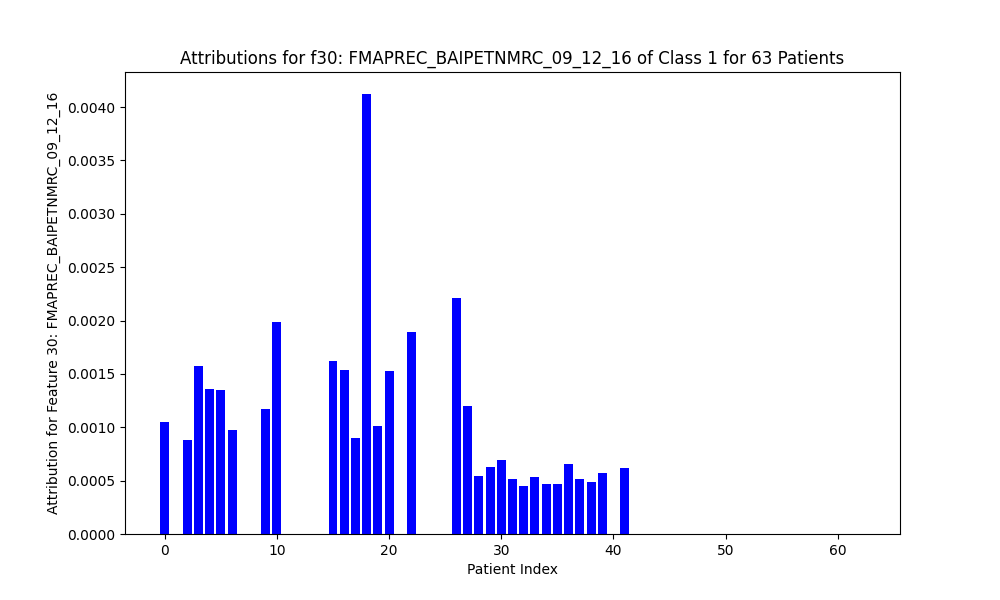 Attributions for f30: FMAPREC_BAIPETNMRC_09_12_16 of Class 1 for 63 Patients
Attribution for Feature 30: FMAPREC_BAIPETNMRC_09_12_16
0.0040
0.0035
0.0030
0.0025
0.0020
0.0015
0.0010
0.0005
0.0000
0 10 20 30 40 50 60
Patient Index